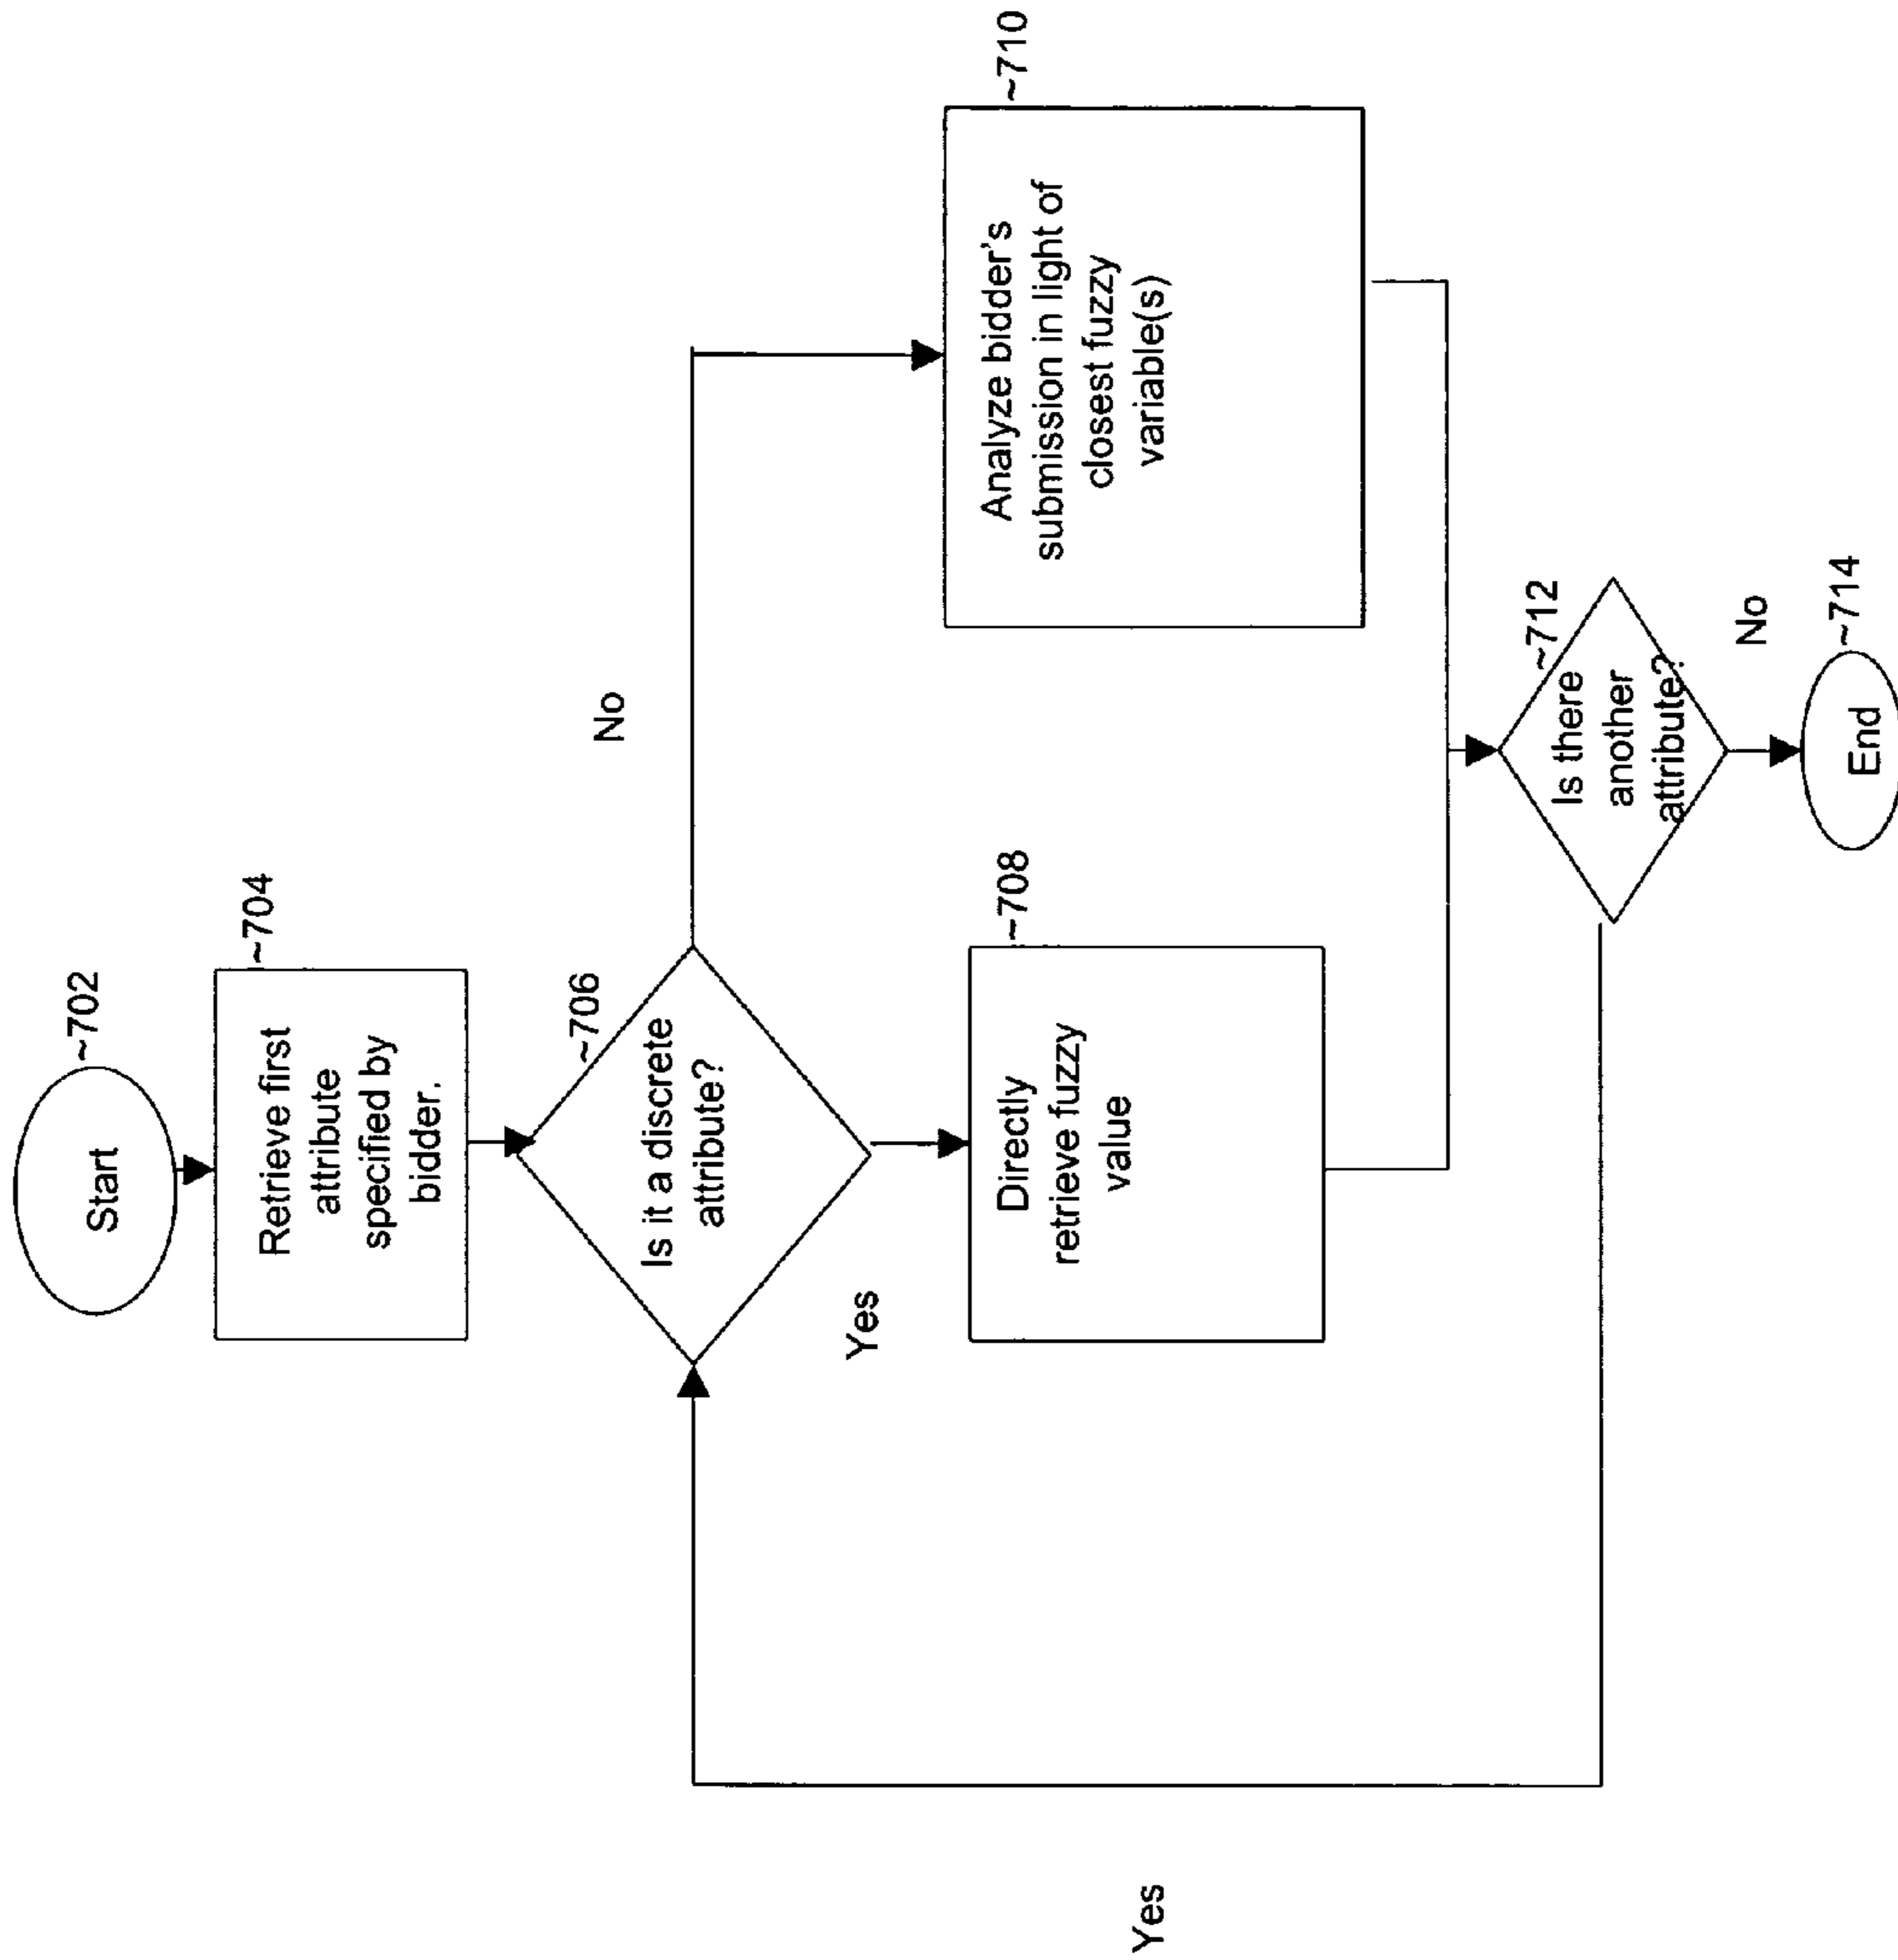 Start
~702
Retrieve first
attribute
specified by
bidder.
~704
Is it a discrete
attribute?
~706
No
Yes
Directly
retrieve fuzzy
value
~708
Analyze bidder's
submission in light of
closest fuzzy
variable(s)
~710
Yes
Is there
another
attribute?
~712
No
End
~714